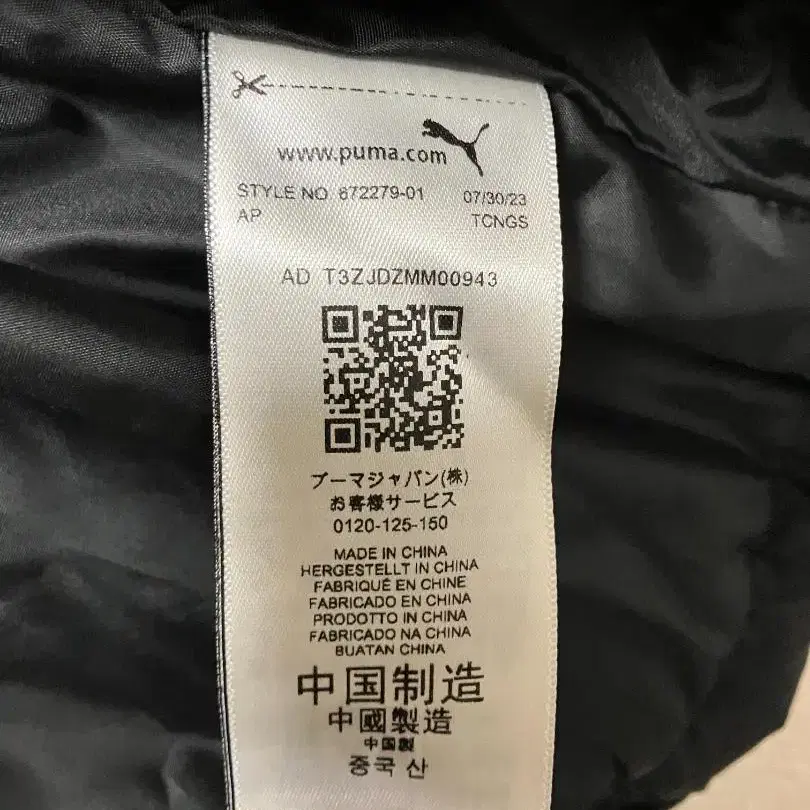 www.puma.com
STYLE NO 672279-01 07/30/23
AP TCNGS
AD T3ZJDZMM00943
プーマジャパン(株)
お客様サービス
0120-125-150
MADE IN CHINA
HERGESTELLT IN CHINA
FABRIQUÉ EN CHINE
FABRICADO EN CHINA
PRODOTTO IN CHINA
FABRICADO NA CHINA
BUATAN CHINA
中国制造
中國製造
中国製
중국 산